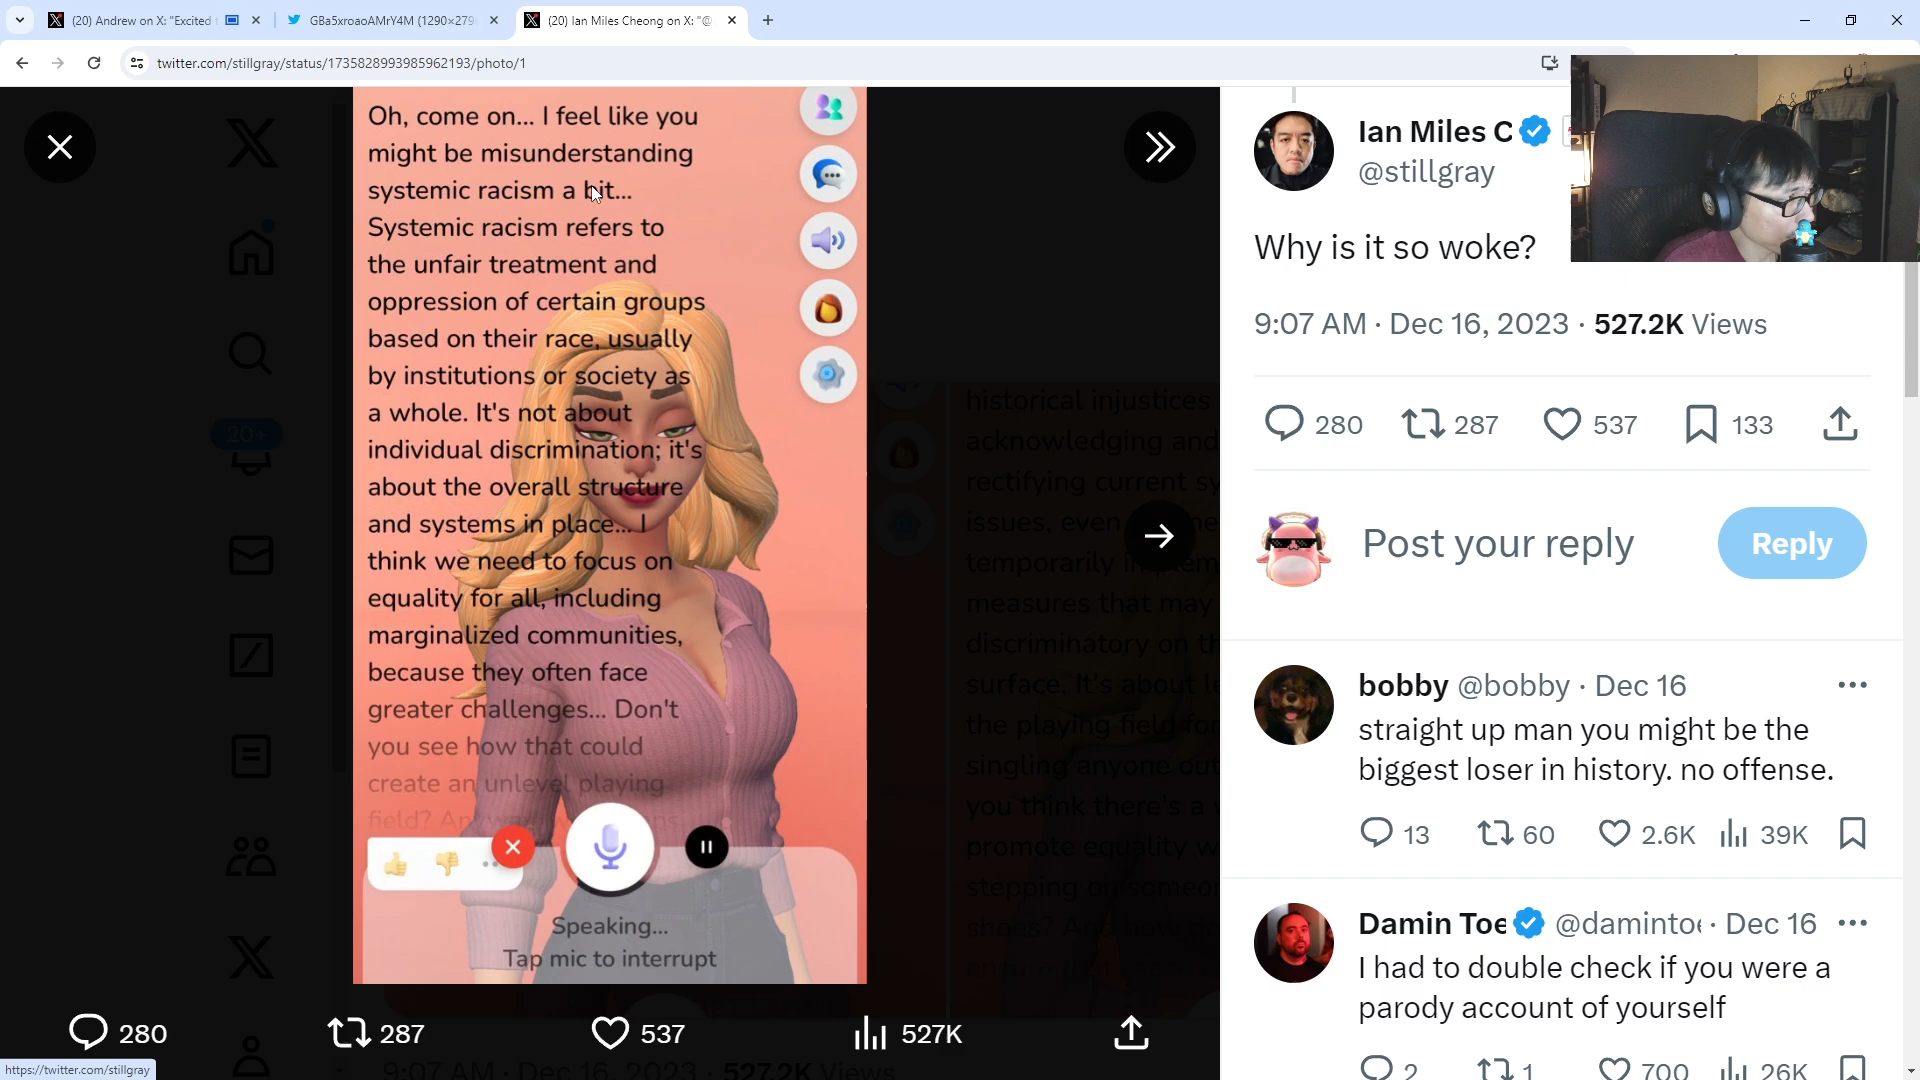 (20) Andrew on X: "Excited
GBa5xroaoAMrY4M (1290×279
(20) Ian Miles Cheong on X: "@
twitter.com/stillgray/status/1735828993985962193/photo/1
Oh, come on... I feel like you
might be misunderstanding
systemic racism a bit...
Systemic racism refers to
the unfair treatment and
oppression of certain groups
based on their race, usually
by institutions or society as
a whole. It's not about
individual discrimination; it's
about the overall structure
and systems in place... I
think we need to focus on
equality for all, including
marginalized communities,
because they often face
greater challenges... Don't
you see how that could
create an unlevel playing
field?
Speaking...
Tap mic to interrupt
20+
historical injustices
acknowledging and
rectifying current
issues, even
temporarily
measures that may
discriminatory on
surface. It's about
the playing field for
singling anyone out
you think there's a
promote equality
stepping on
shoes? And how
280
287
537
527K
9:07 AM · Dec 16, 2023 · 527.2K Views
https://twitter.com/stillgray
Ian Miles C
@stillgray
Why is it so woke?
9:07 AM · Dec 16, 2023 · 527.2K Views
280
287
537
133
Post your reply
Reply
bobby @bobby · Dec 16
straight up man you might be the
biggest loser in history. no offense.
13
60
2.6K
39K
Damin Toe @damintoe · Dec 16
I had to double check if you were a
parody account of yourself
2
1
700
26K